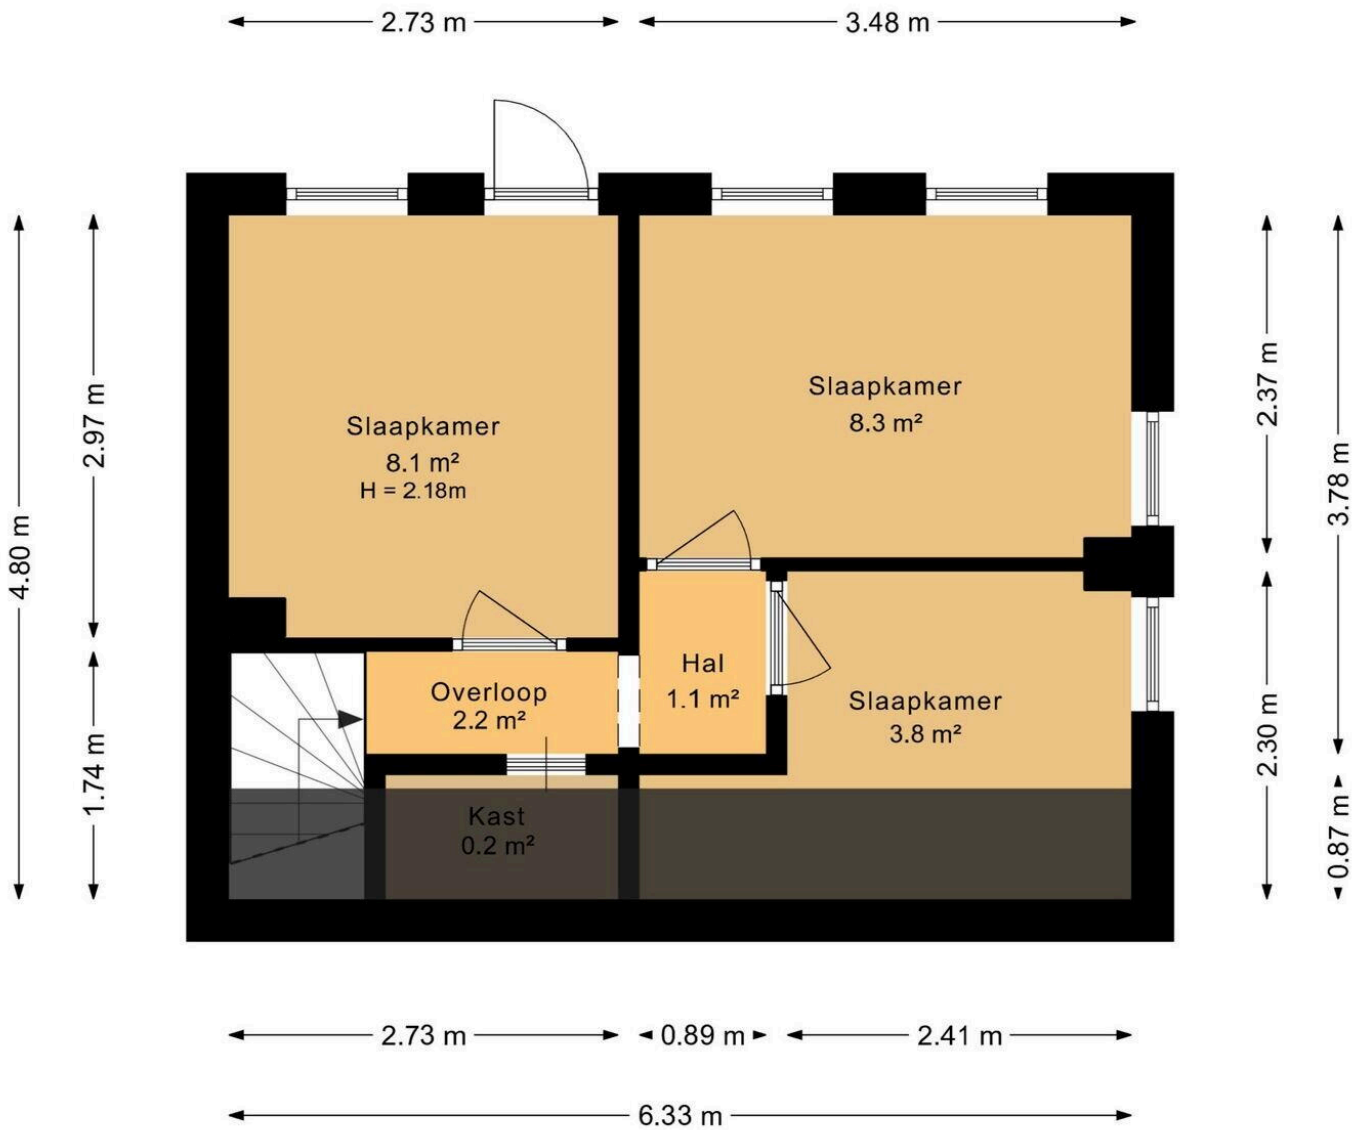 2.73 m
3.48 m
Slaapkamer
8.1 m²
H = 2.18m
Slaapkamer
8.3 m²
2.97 m
4.80 m
2.37 m
3.78 m
Overloop
2.2 m²
Hal
1.1 m²
Slaapkamer
3.8 m²
1.74 m
2.30 m
0.87 m
Kast
0.2 m²
2.73 m
0.89 m
2.41 m
6.33 m